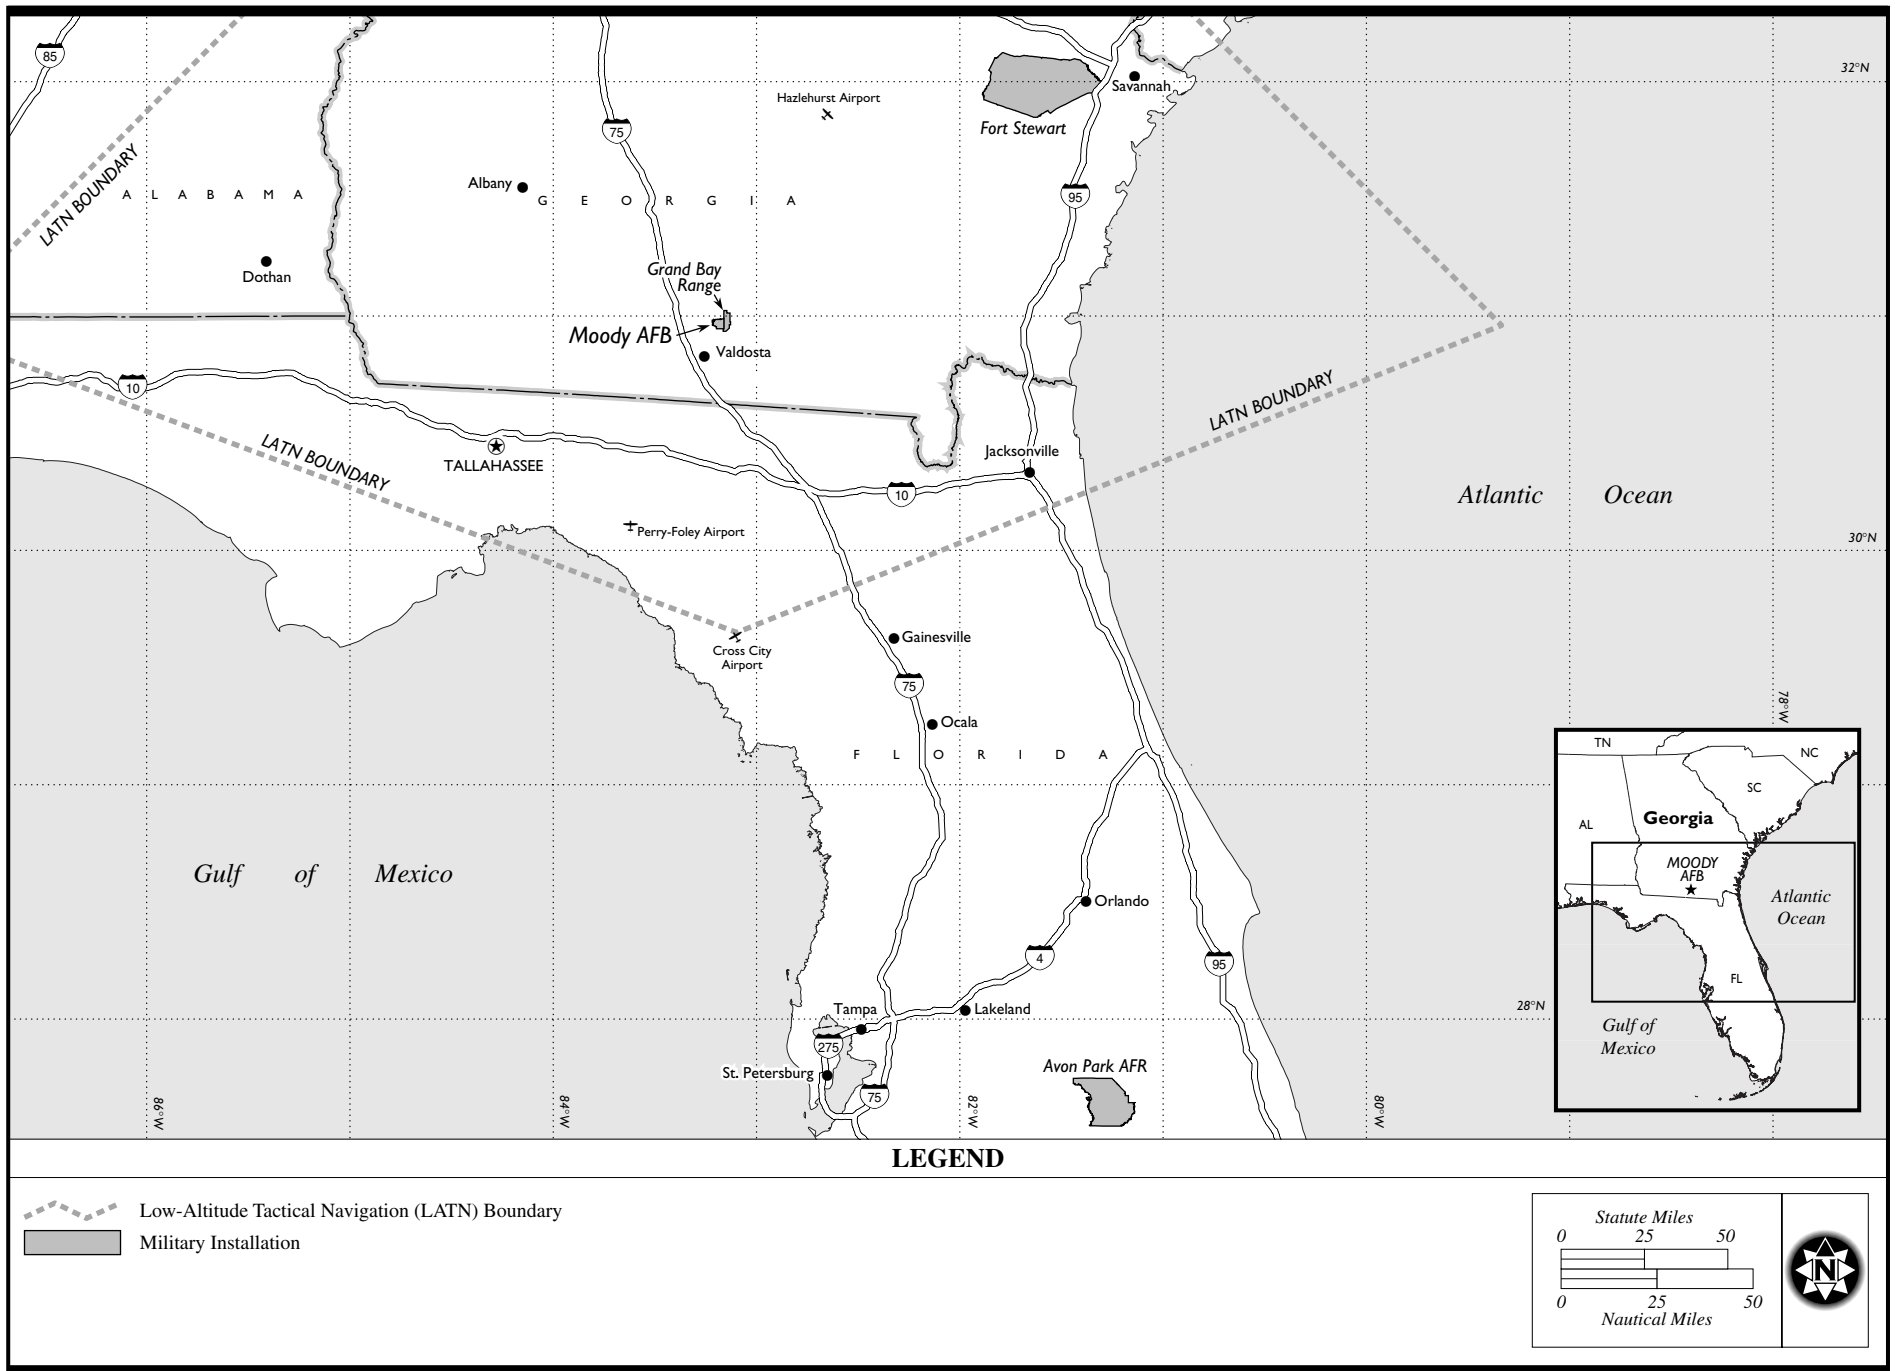 85
32°N
Hazlehurst Airport
Savannah
Fort Stewart
75
LATN BOUNDARY
A L A B A M A
Albany
G E O R G I A
95
Dothan
Grand Bay
Range
Moody AFB
Valdosta
10
LATN BOUNDARY
LATN BOUNDARY
TALLAHASSEE
Jacksonville
10
Atlantic Ocean
Perry-Foley Airport
30°N
Gainesville
Cross City
Airport
75
78°W
Ocala
F L O R I D A
TN
NC
SC
Georgia
AL
MOODY
AFB
Atlantic
Ocean
FL
Gulf of
Mexico
Gulf of Mexico
Orlando
4
95
28°N
Tampa
Lakeland
275
St. Petersburg
75
Avon Park AFR
86°W
84°W
82°W
80°W
LEGEND
Low-Altitude Tactical Navigation (LATN) Boundary
Military Installation
Statute Miles
0 25 50
0 25 50
Nautical Miles
N